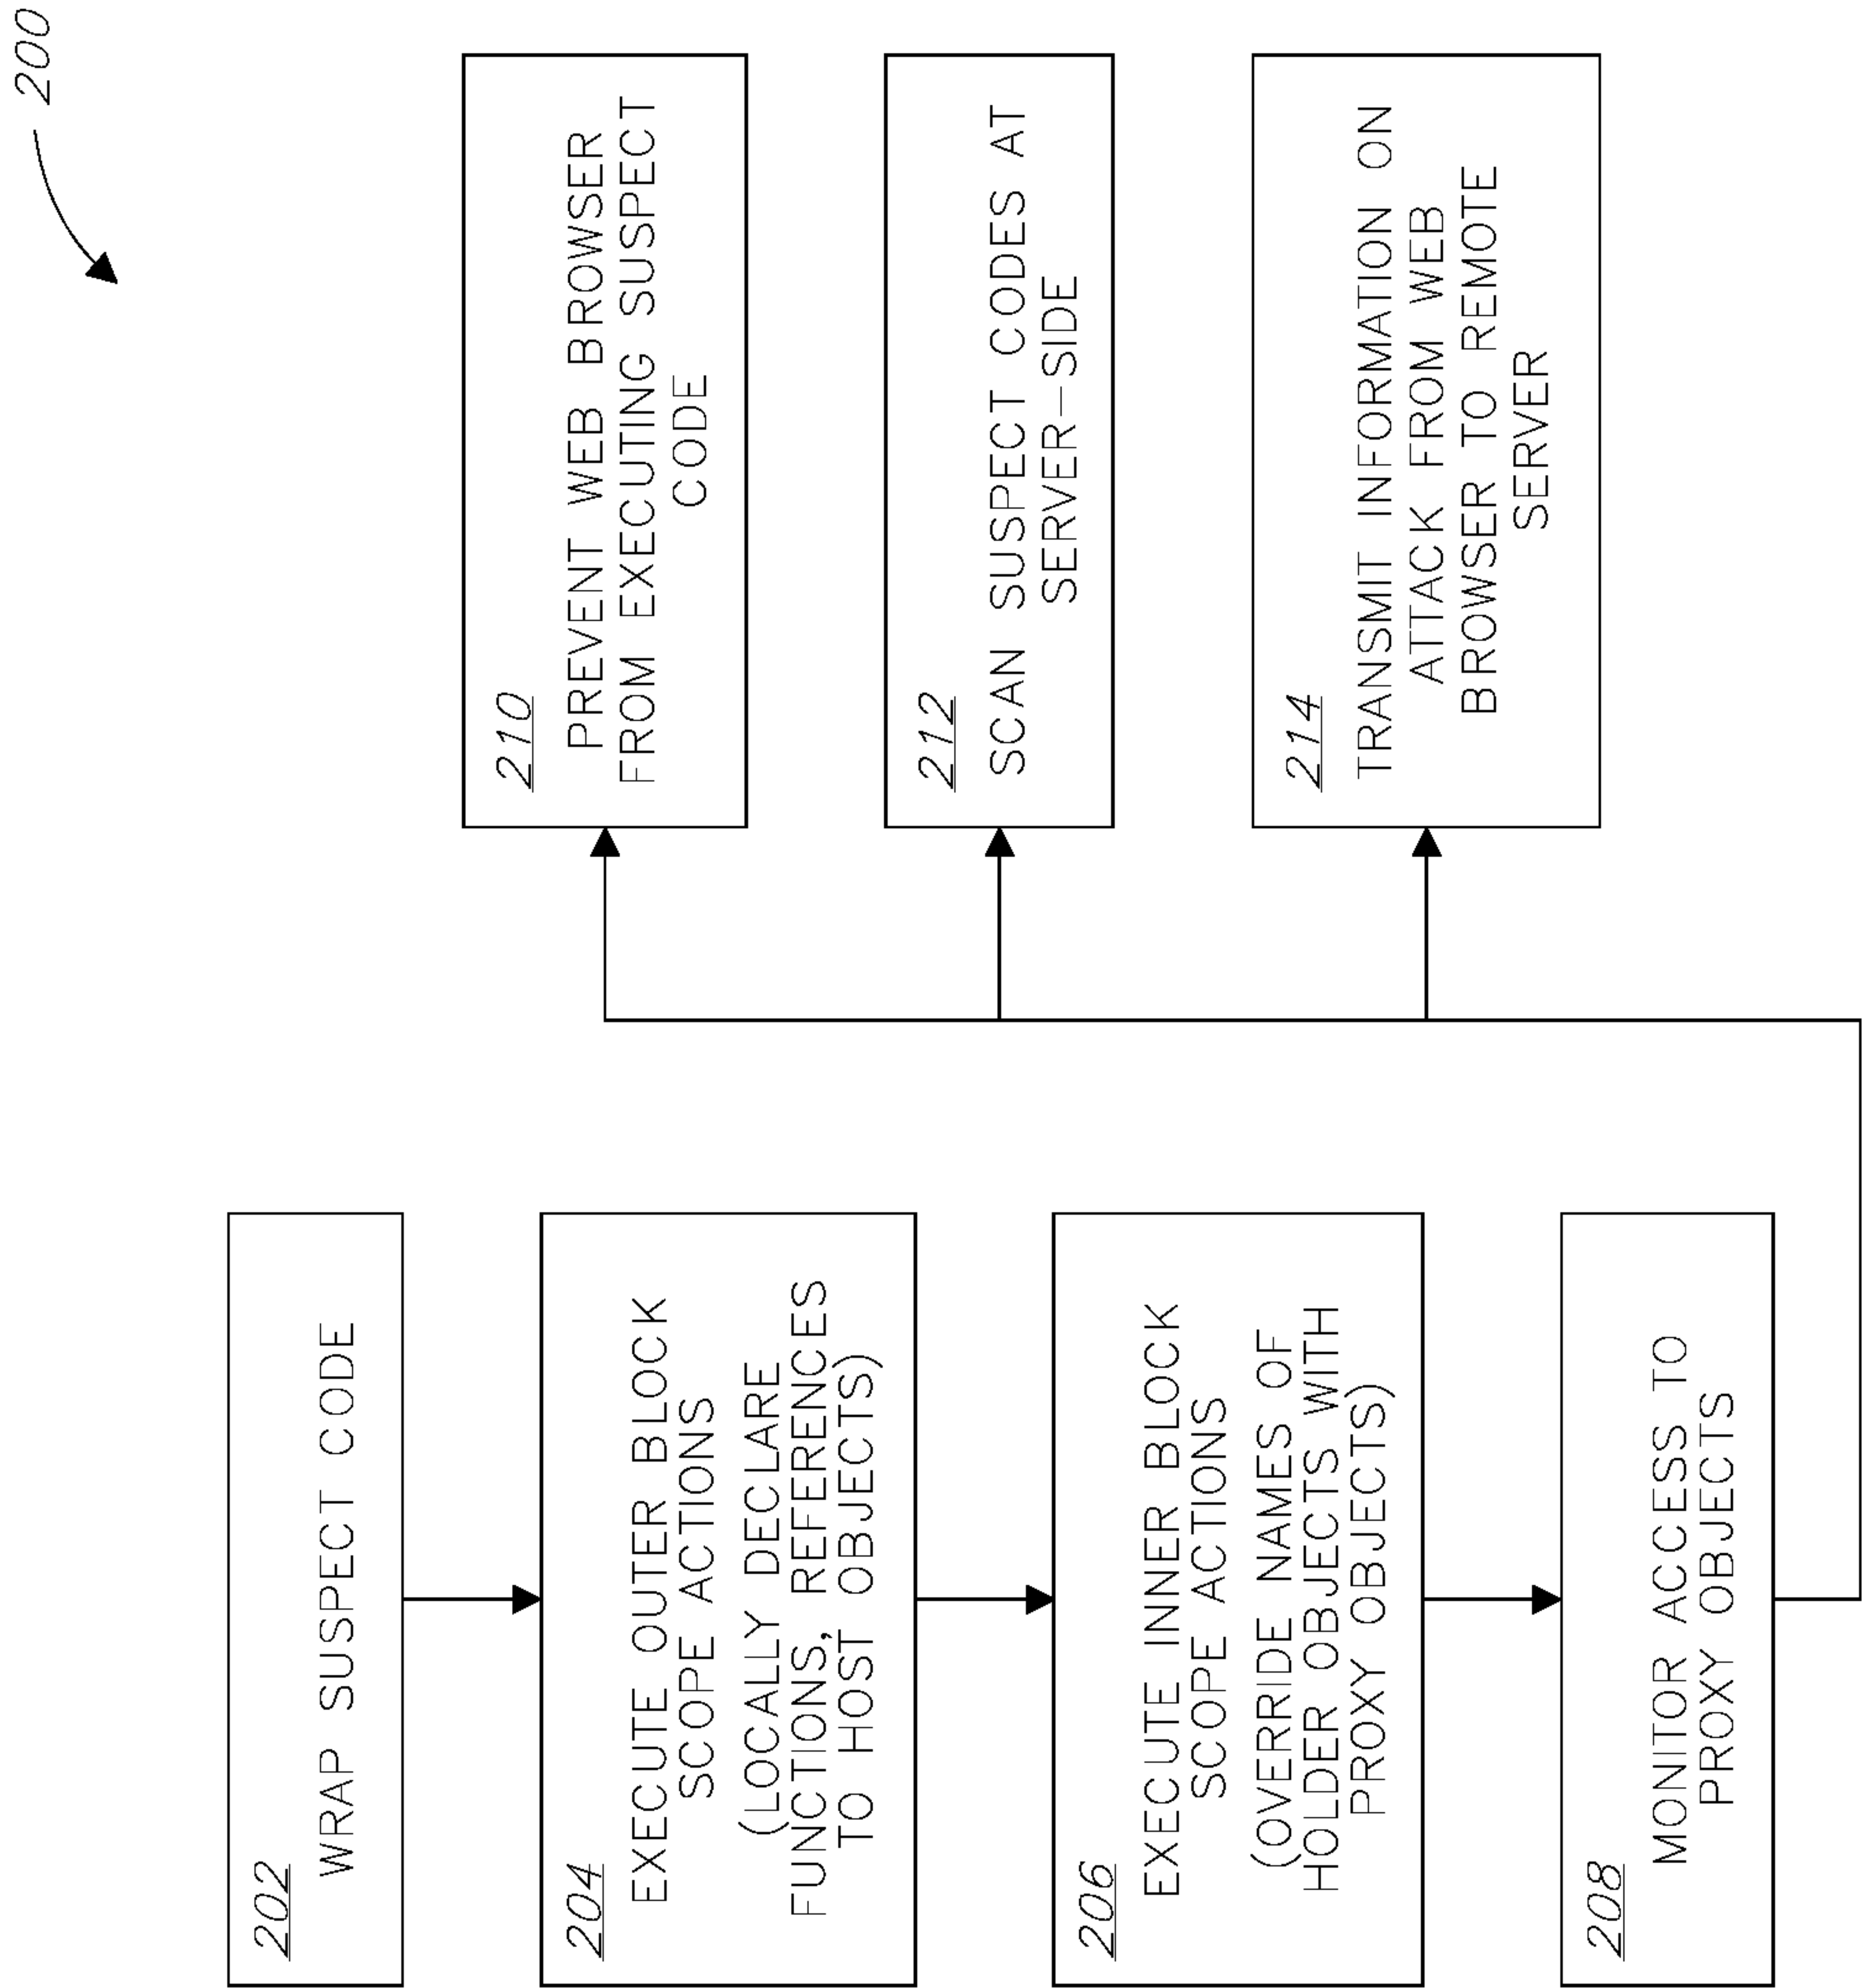 200
202
WRAP SUSPECT CODE
204
EXECUTE OUTER BLOCK
SCOPE ACTIONS
(LOCALLY DECLARE
FUNCTIONS, REFERENCES
TO HOST OBJECTS)
206
EXECUTE INNER BLOCK
SCOPE ACTIONS
(OVERRIDE NAMES OF
HOLDER OBJECTS WITH
PROXY OBJECTS)
208
MONITOR ACCESS TO
PROXY OBJECTS
210
PREVENT WEB BROWSER
FROM EXECUTING SUSPECT
CODE
212
SCAN SUSPECT CODES AT
SERVER-SIDE
214
TRANSMIT INFORMATION ON
ATTACK FROM WEB
BROWSER TO REMOTE
SERVER